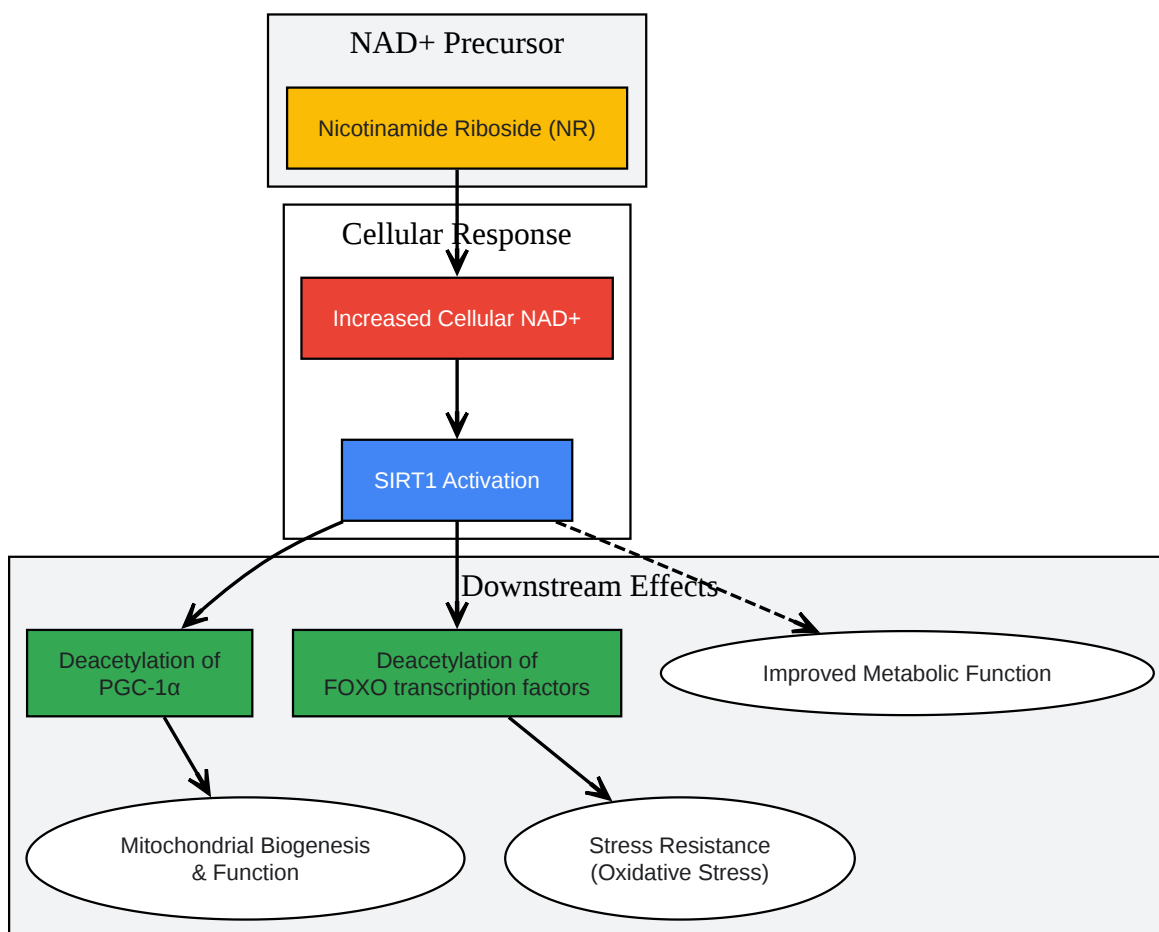 NAD+ Precursor
Nicotinamide Riboside (NR)
Cellular Response
Increased Cellular NAD+
SIRT1 Activation
Downstream Effects
Deacetylation of
PGC-1α
Deacetylation of
FOXO transcription factors
Improved Metabolic Function
Mitochondrial Biogenesis
& Function
Stress Resistance
(Oxidative Stress)